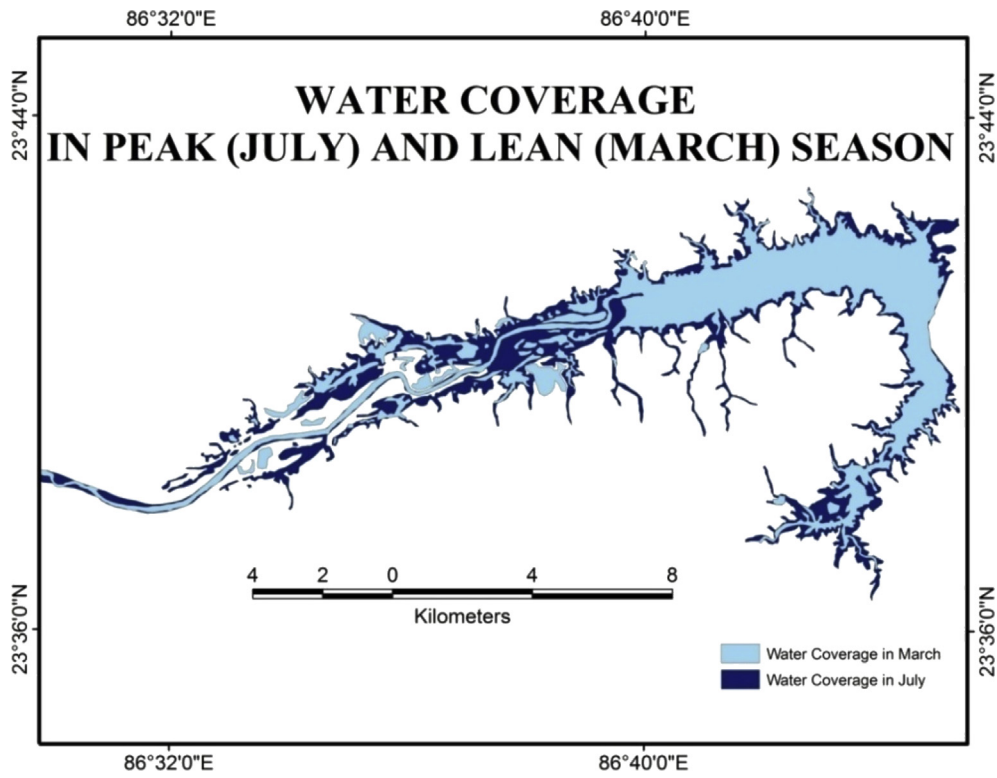 86°32'0"E 86°40'0"E
23°44'0"N 23°44'0"N
WATER COVERAGE
IN PEAK (JULY) AND LEAN (MARCH) SEASON
4 2 0 4 8
Kilometers
23°36'0"N 23°36'0"N
Water Coverage in March
Water Coverage in July
86°32'0"E 86°40'0"E